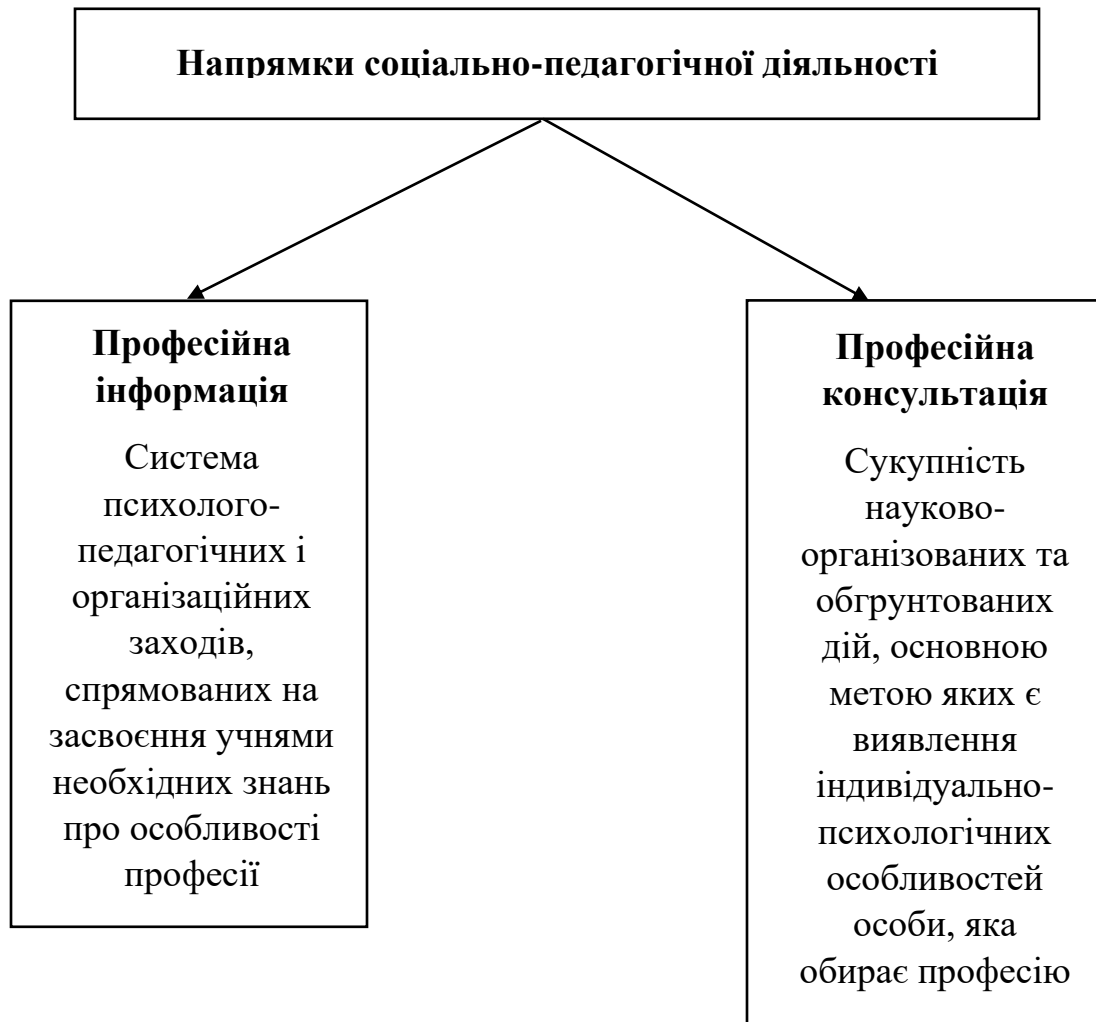 Напрямки соціально-педагогічної діяльності
Професійна
інформація
Система
психолого-
педагогічних і
організаційних
заходів,
спрямованих на
засвоєння учнями
необхідних знань
про особливості
професії
Професійна
консультація
Сукупність
науково-
організованих та
обгрунтованих
дій, основною
метою яких є
виявлення
індивідуально-
психологічних
особливостей
особи, яка
обирає професію